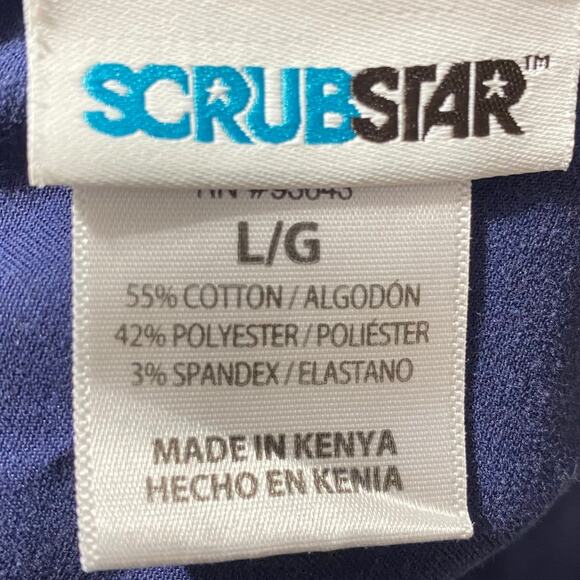 SCRUBSTAR™
L/G
55% COTTON / ALGODÓN
42% POLYESTER / POLIÉSTER
3% SPANDEX / ELASTANO
MADE IN KENYA
HECHO EN KENIA